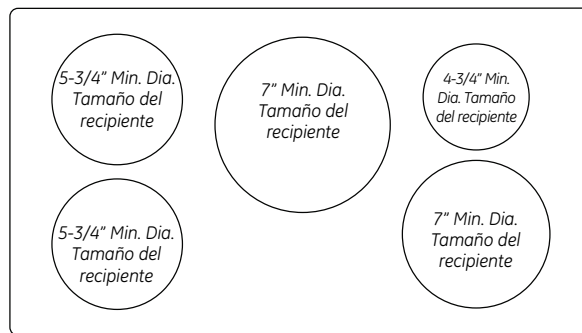 5-3/4" Min. Dia.
Tamaño del
recipiente
7" Min. Dia.
Tamaño del
recipiente
4-3/4" Min.
Dia. Tamaño
del recipiente
5-3/4" Min. Dia.
Tamaño del
recipiente
7" Min. Dia.
Tamaño del
recipiente